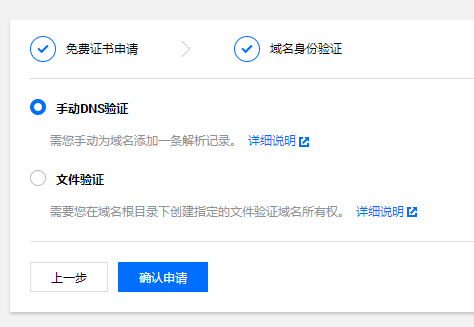 免费证书申请 域名身份验证
手动DNS验证
需您手动为域名添加一条解析记录。 详细说明
文件验证
需要您在域名根目录下创建指定的文件验证域名所有权。 详细说明
上一步 确认申请